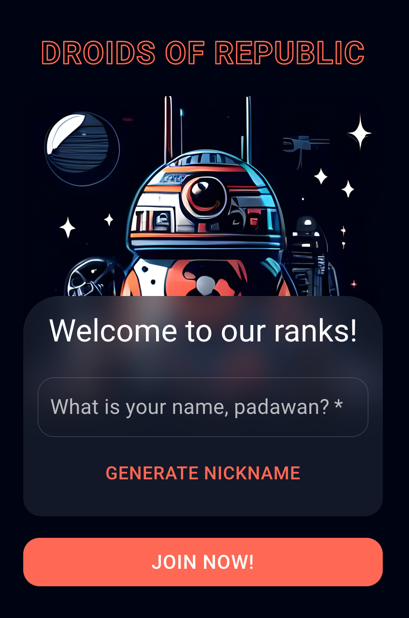 DROIDS OF REPUBLIC
Welcome to our ranks!
What is your name, padawan? *
GENERATE NICKNAME
JOIN NOW!